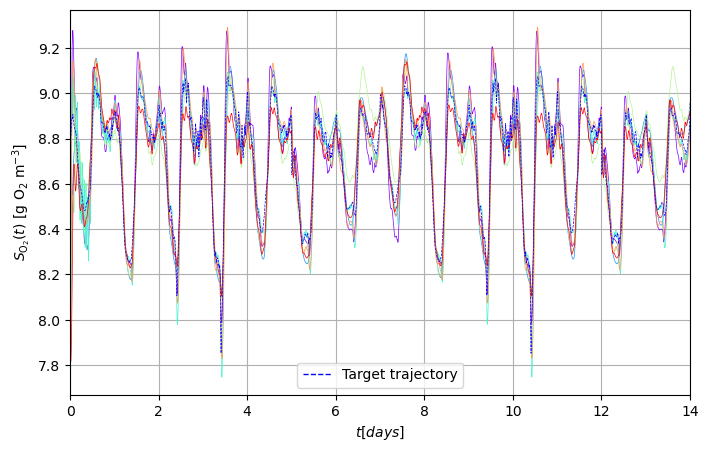 9.2
9.0
8.8
8.6
8.4
8.2
8.0
7.8
S_{O_2}(t) [g O_2 m^{-3}]
Target trajectory
0 2 4 6 8 10 12 14
t[days]